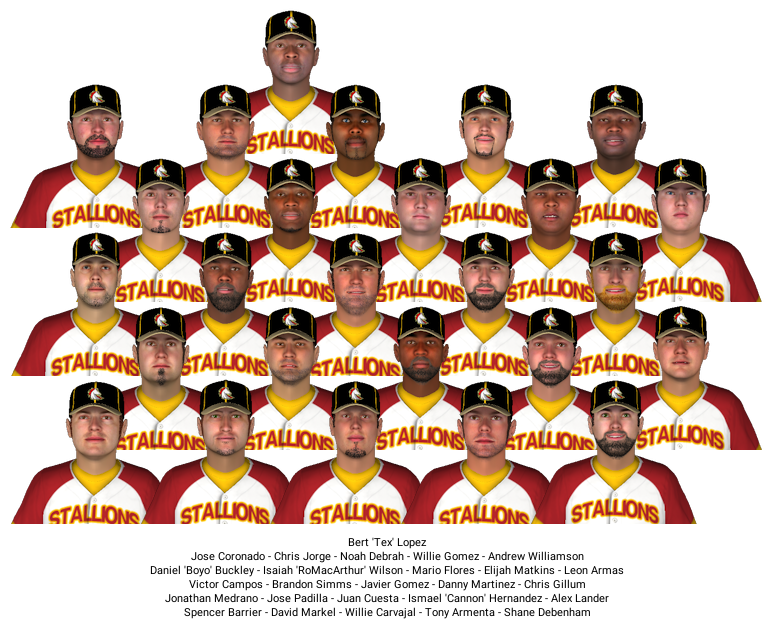 STALLIONS
STALLIONS STALLIONS STALLIONS STALLIONS
STALLIONS STALLIONS STALLIONS STALLIONS
STALLIONS STALLIONS STALLIONS STALLIONS
STALLIONS STALLIONS STALLIONS STALLIONS STALLIONS
STALLIONS STALLIONS STALLIONS STALLIONS STALLIONS
Bert 'Tex' Lopez
Jose Coronado - Chris Jorge - Noah Debrah - Willie Gomez - Andrew Williamson
Daniel 'Boyo' Buckley - Isaiah 'RoMacArthur' Wilson - Mario Flores - Elijah Matkins - Leon Armas
Victor Campos - Brandon Simms - Javier Gomez - Danny Martinez - Chris Gillum
Jonathan Medrano - Jose Padilla - Juan Cuesta - Ismael 'Cannon' Hernandez - Alex Lander
Spencer Barrier - David Markel - Willie Carvajal - Tony Armenta - Shane Debenham